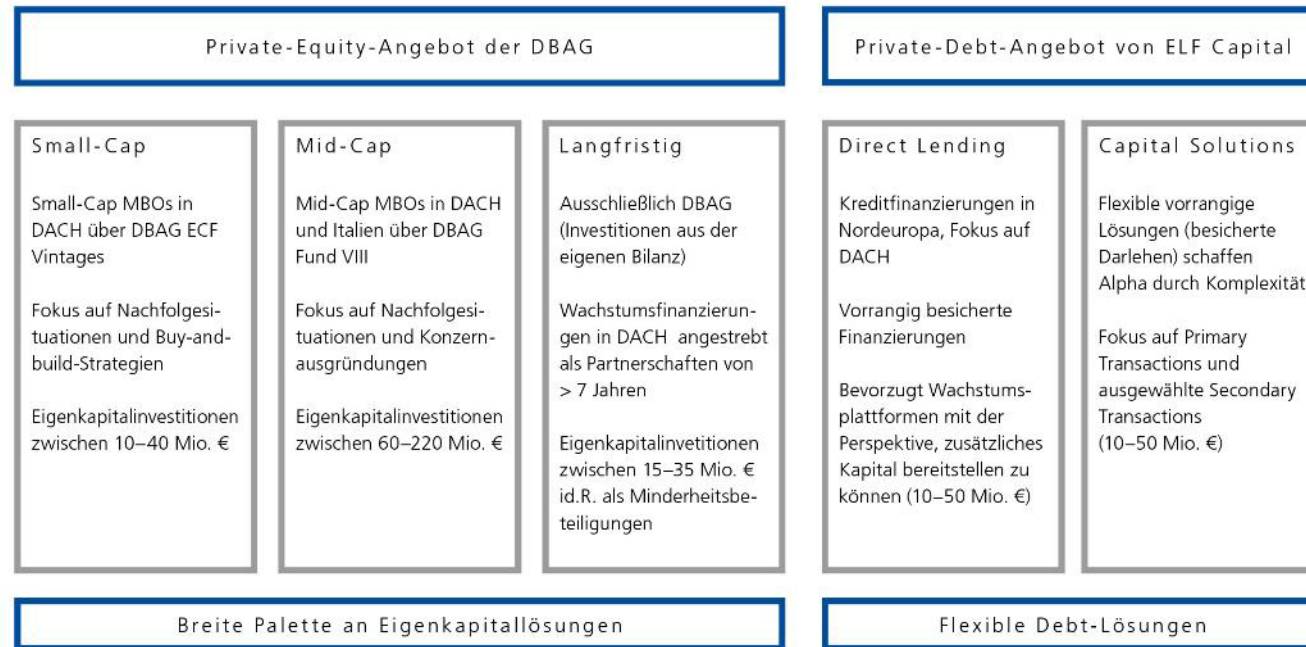 Private-Equity-Angebot der DBAG
Private-Debt-Angebot von ELF Capital
Small-Cap
Small-Cap MBOs in
DACH über DBAG ECF
Vintages
Fokus auf Nachfolgesi-
tuationen und Buy-and-
build-Strategien
Eigenkapitalinvestitionen
zwischen 10–40 Mio. €
Mid-Cap
Mid-Cap MBOs in DACH
und Italien über DBAG
Fund VIII
Fokus auf Nachfolgesi-
tuationen und Konzern-
ausgründungen
Eigenkapitalinvestitionen
zwischen 60–220 Mio. €
Langfristig
Ausschließlich DBAG
(Investitionen aus der
eigenen Bilanz)
Wachstumsfinanzierun-
gen in DACH angestrebt
als Partnerschaften von
> 7 Jahren
Eigenkapitalinvetitionen
zwischen 15–35 Mio. €
id.R. als Minderheitsbe-
teiligungen
Direct Lending
Kreditfinanzierungen in
Nordeuropa, Fokus auf
DACH
Vorrangig besicherte
Finanzierungen
Bevorzugt Wachstums-
plattformen mit der
Perspektive, zusätzliches
Kapital bereitstellen zu
können (10–50 Mio. €)
Capital Solutions
Flexible vorrangige
Lösungen (besicherte
Darlehen) schaffen
Alpha durch Komplexität
Fokus auf Primary
Transactions und
ausgewählte Secondary
Transactions
(10–50 Mio. €)
Breite Palette an Eigenkapitallösungen
Flexible Debt-Lösungen